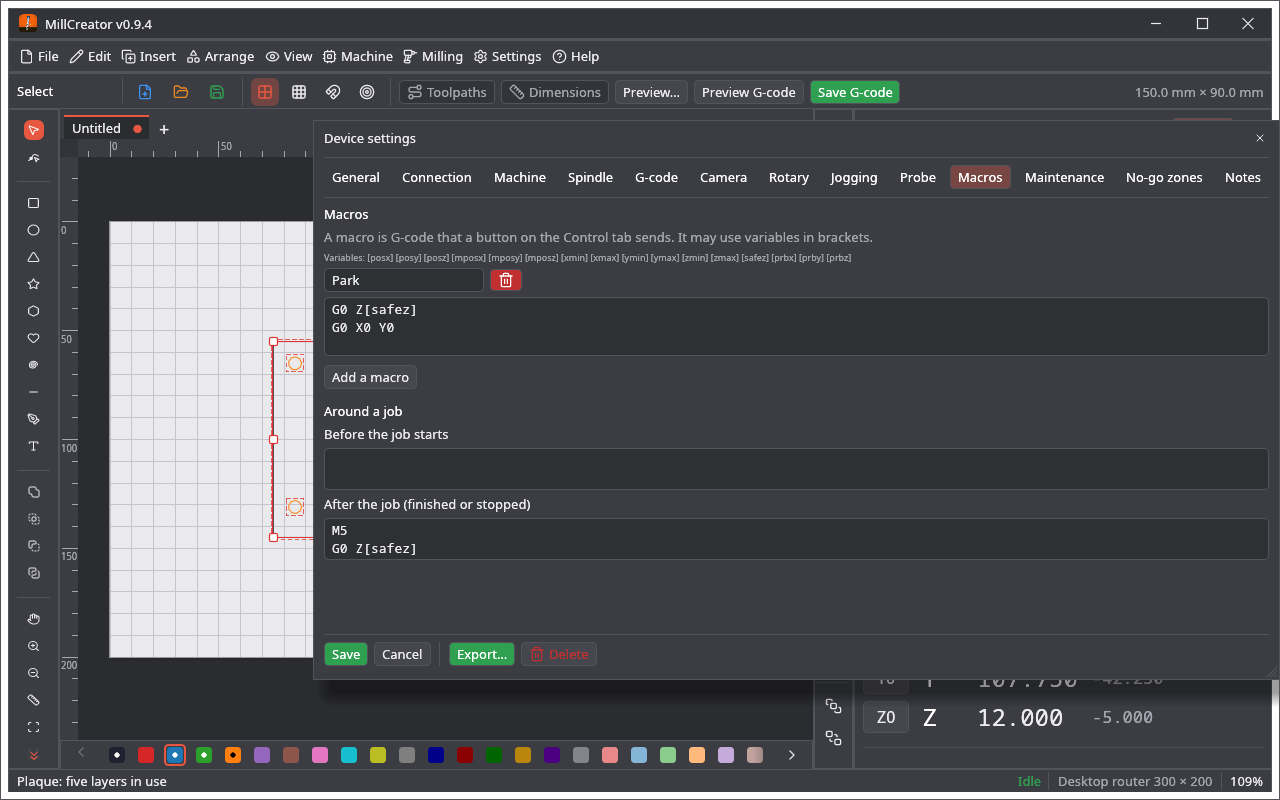 MillCreator v0.9.4
File Edit Insert Arrange View Machine Milling Settings Help
Select Toolpaths Dimensions Preview... Preview G-code Save G-code 150.0 mm × 90.0 mm
Untitled
0 50
Device settings
General Connection Machine Spindle G-code Camera Rotary Jogging Probe Macros Maintenance No-go zones Notes
Macros
A macro is G-code that a button on the Control tab sends. It may use variables in brackets.
Variables: [posx] [posy] [posz] [mposx] [mposy] [mposz] [xmin] [xmax] [ymin] [ymax] [zmin] [zmax] [safez] [prbx] [prby] [prbz]
Park
G0 Z[safez]
G0 X0 Y0
Add a macro
Around a job
Before the job starts
After the job (finished or stopped)
M5
G0 Z[safez]
Save Cancel Export... Delete
0
50
100
150
200
Y 107.750 -42.250
Z0 Z 12.000 -5.000
Plaque: five layers in use Idle Desktop router 300 × 200 109%